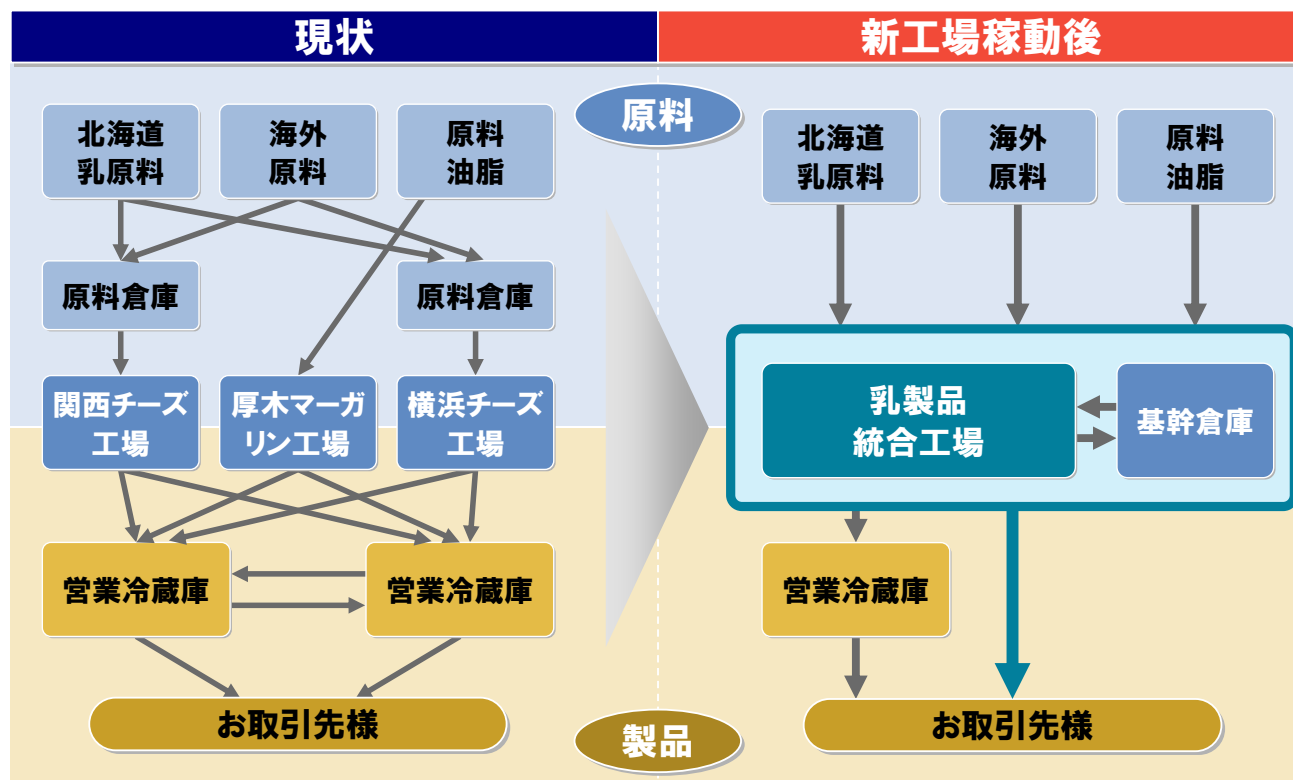 現状
新工場稼動後
原料
北海道
乳原料
海外
原料
原料
油脂
原料倉庫
原料倉庫
関西チーズ
工場
厚木マーガ
リン工場
横浜チーズ
工場
営業冷蔵庫
営業冷蔵庫
お取引先様
北海道
乳原料
海外
原料
原料
油脂
乳製品
統合工場
基幹倉庫
営業冷蔵庫
お取引先様
製品